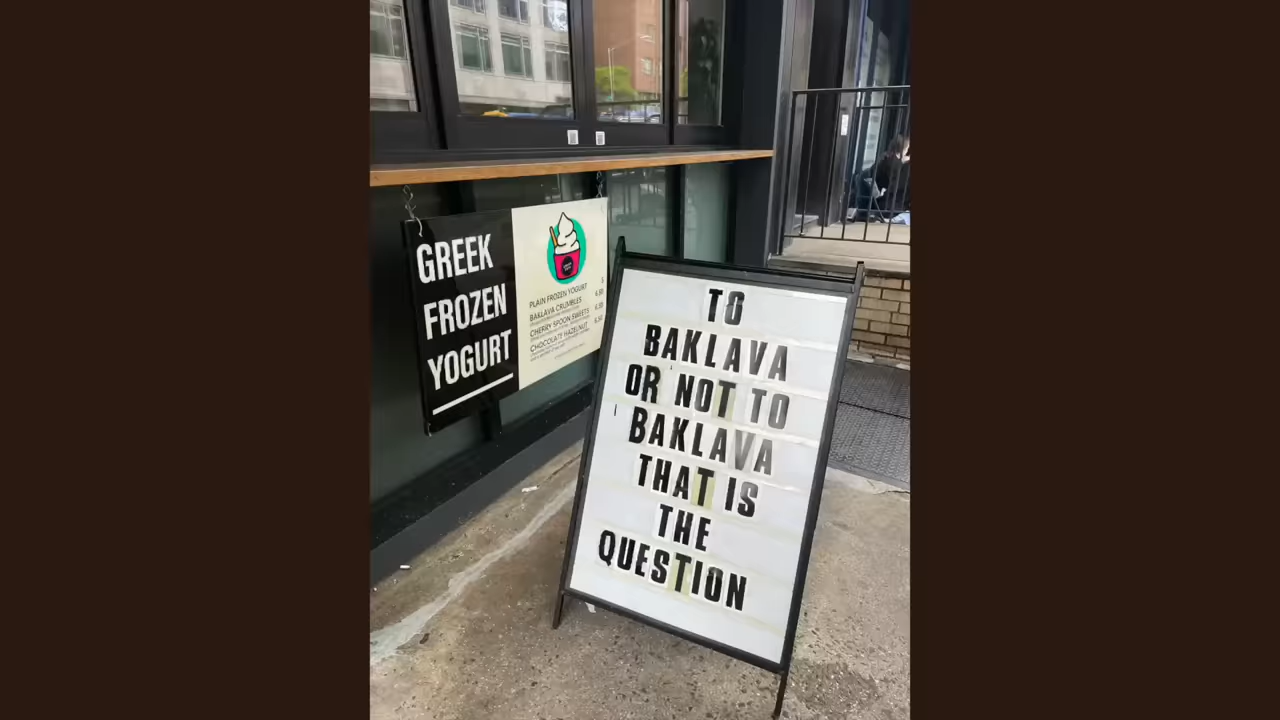 GREEK
FROZEN
YOGURT
PLAIN FROZEN YOGURT
BAKLAVA CRUMBLES
CHERRY SPOON SWEETS
CHOCOLATE HAZELNUT
TO
BAKLAVA
OR NOT TO
BAKLAVA
THAT IS
THE
QUESTION